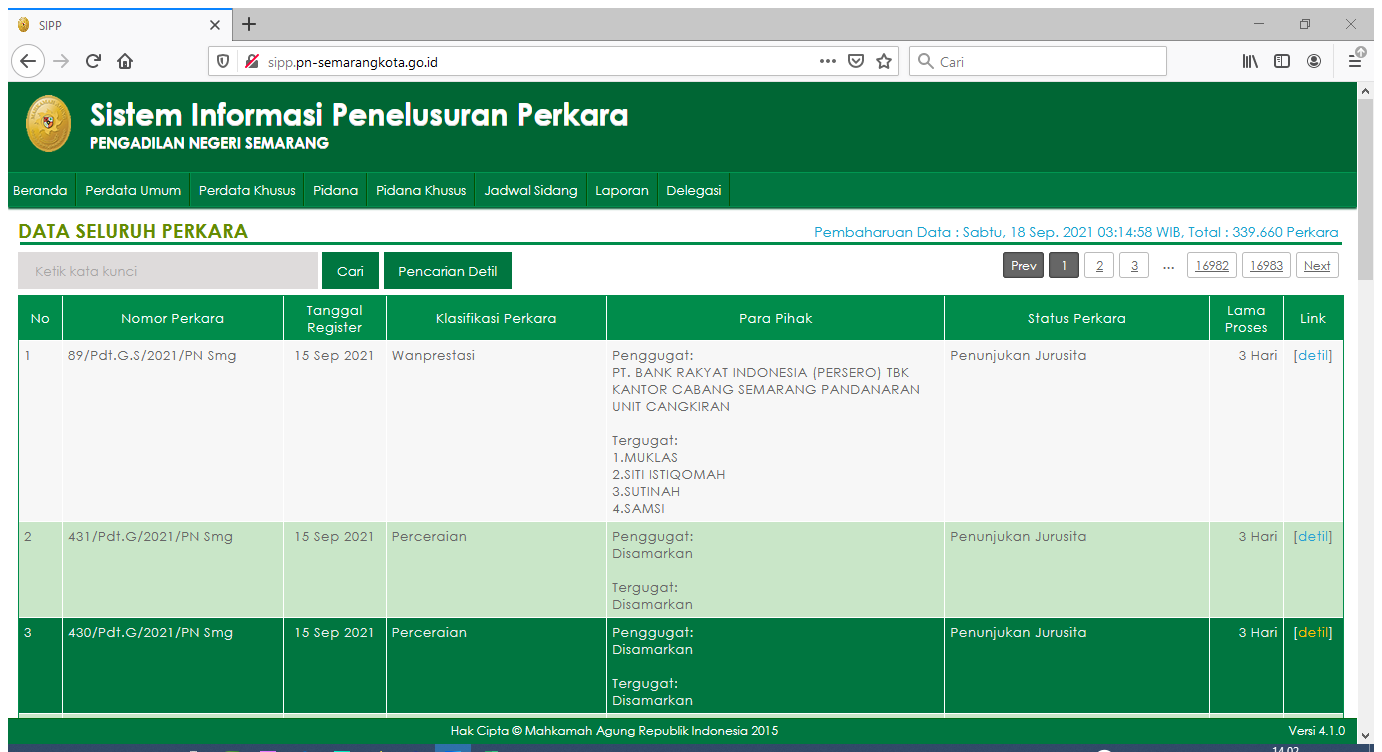 SIPP
sipp.pn-semarangkota.go.id
Cari
Sistem Informasi Penelusuran Perkara
PENGADILAN NEGERI SEMARANG
Beranda Perdata Umum Perdata Khusus Pidana Pidana Khusus Jadwal Sidang Laporan Delegasi
DATA SELURUH PERKARA
Pembaharuan Data : Sabtu, 18 Sep. 2021 03:14:58 WIB, Total : 339.660 Perkara
Ketik kata kunci Cari Pencarian Detil Prev 1 2 3 ... 16982 16983 Next
No Nomor Perkara Tanggal Register Klasifikasi Perkara Para Pihak Status Perkara Lama Proses Link
1 89/Pdt.G.S/2021/PN Smg 15 Sep 2021 Wanprestasi Penggugat: Penunjukan Jurusita 3 Hari [detil]
PT. BANK RAKYAT INDONESIA (PERSERO) TBK
KANTOR CABANG SEMARANG PANDANARAN
UNIT CANGKIRAN
Tergugat:
1.MUKLAS
2.SITI ISTIQOMAH
3.SUTINAH
4.SAMSI
2 431/Pdt.G/2021/PN Smg 15 Sep 2021 Perceraian Penggugat: Penunjukan Jurusita 3 Hari [detil]
Disamarkan
Tergugat:
Disamarkan
3 430/Pdt.G/2021/PN Smg 15 Sep 2021 Perceraian Penggugat: Penunjukan Jurusita 3 Hari [detil]
Disamarkan
Tergugat:
Disamarkan
Hak Cipta © Mahkamah Agung Republik Indonesia 2015
Versi 4.1.0